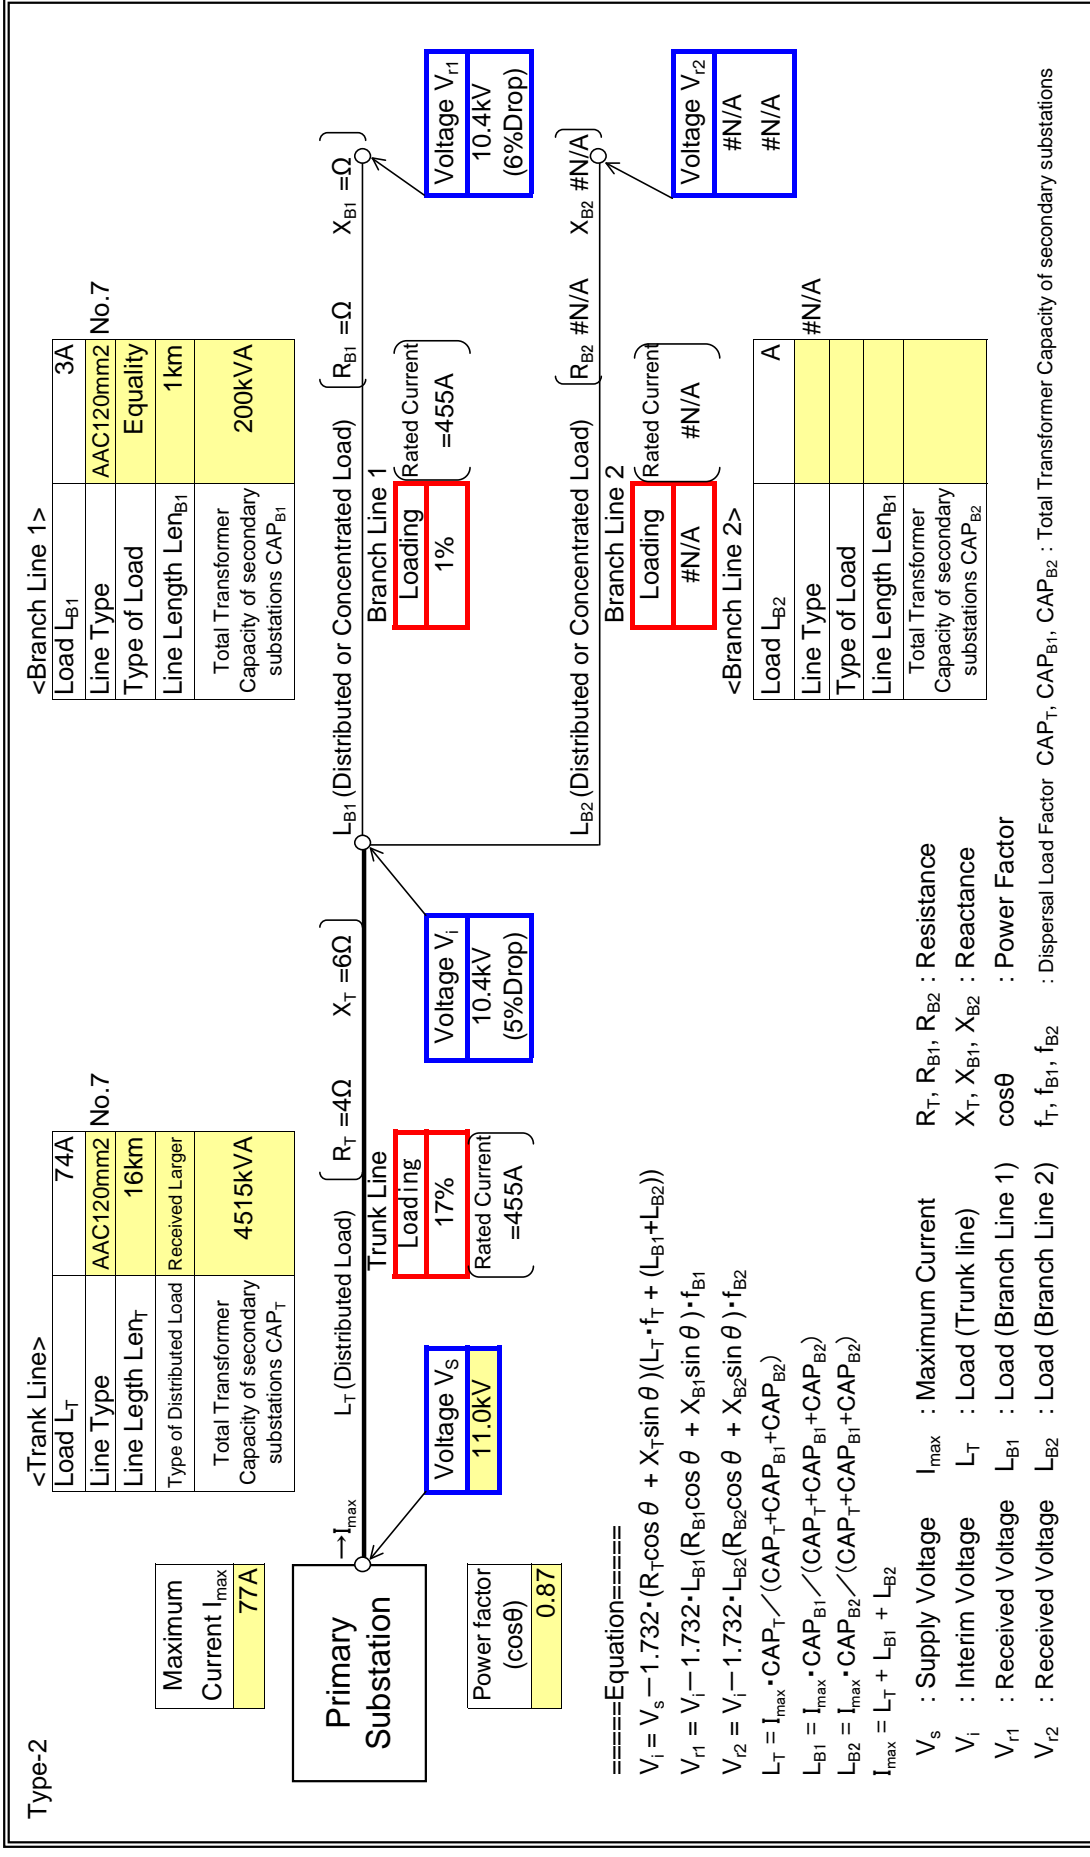 Type-2
<Trank Line>
Load L_T 74A
Line Type AAC120mm2 No.7
Line Legth Len_T 16km
Type of Distributed Load Received Larger
Total Transformer
Capacity of secondary
substations CAP_T 4515kVA
<Branch Line 1>
Load L_B1 3A
Line Type AAC120mm2 No.7
Type of Load Equality
Line Length Len_B1 1km
Total Transformer
Capacity of secondary
substations CAP_B1 200kVA
Maximum
Current I_max
77A
Primary
Substation
→I_max
L_T (Distributed Load)
R_T =4Ω X_T =6Ω
L_B1 (Distributed or Concentrated Load)
R_B1 =Ω X_B1 =Ω
Trunk Line
Loading
17%
Rated Current
=455A
Branch Line 1
Loading
1%
Rated Current
=455A
Voltage V_S
11.0kV
Voltage V_i
10.4kV
(5%Drop)
Voltage V_r1
10.4kV
(6%Drop)
Power factor
(cosθ)
0.87
L_B2 (Distributed or Concentrated Load)
R_B2 #N/A X_B2 #N/A
Branch Line 2
Loading
#N/A
Rated Current
#N/A
Voltage V_r2
#N/A
#N/A
<Branch Line 2>
Load L_B2 A
Line Type #N/A
Type of Load
Line Length Len_B1
Total Transformer
Capacity of secondary
substations CAP_B2
=====Equation=====
V_i = V_s−1.732・(R_T cosθ + X_T sinθ)(L_T・f_T + (L_B1+L_B2))
V_r1 = V_i−1.732・L_B1(R_B1cosθ + X_B1sinθ)・f_B1
V_r2 = V_i−1.732・L_B2(R_B2cosθ + X_B2sinθ)・f_B2
L_T = I_max・CAP_T／(CAP_T+CAP_B1+CAP_B2)
L_B1 = I_max・CAP_B1／(CAP_T+CAP_B1+CAP_B2)
L_B2 = I_max・CAP_B2／(CAP_T+CAP_B1+CAP_B2)
I_max = L_T + L_B1 + L_B2
V_s : Supply Voltage I_max : Maximum Current R_T, R_B1, R_B2 : Resistance
V_i : Interim Voltage L_T : Load (Trunk line) X_T, X_B1, X_B2 : Reactance
V_r1 : Received Voltage L_B1 : Load (Branch Line 1) cosθ : Power Factor
V_r2 : Received Voltage L_B2 : Load (Branch Line 2) f_T, f_B1, f_B2 : Dispersal Load Factor CAP_T, CAP_B1, CAP_B2 : Total Transformer Capacity of secondary substations